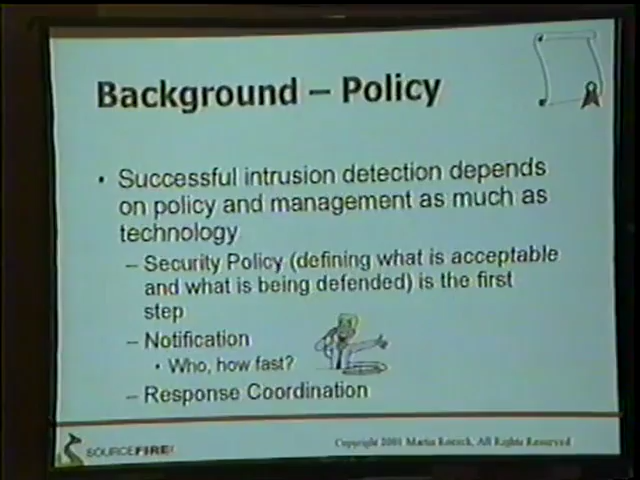 Background – Policy
• Successful intrusion detection depends
on policy and management as much as
technology
– Security Policy (defining what is acceptable
and what is being defended) is the first
step
– Notification
• Who, how fast?
– Response Coordination
SOURCEFIRE
Copyright 2001 Martin Roesch, All Rights Reserved